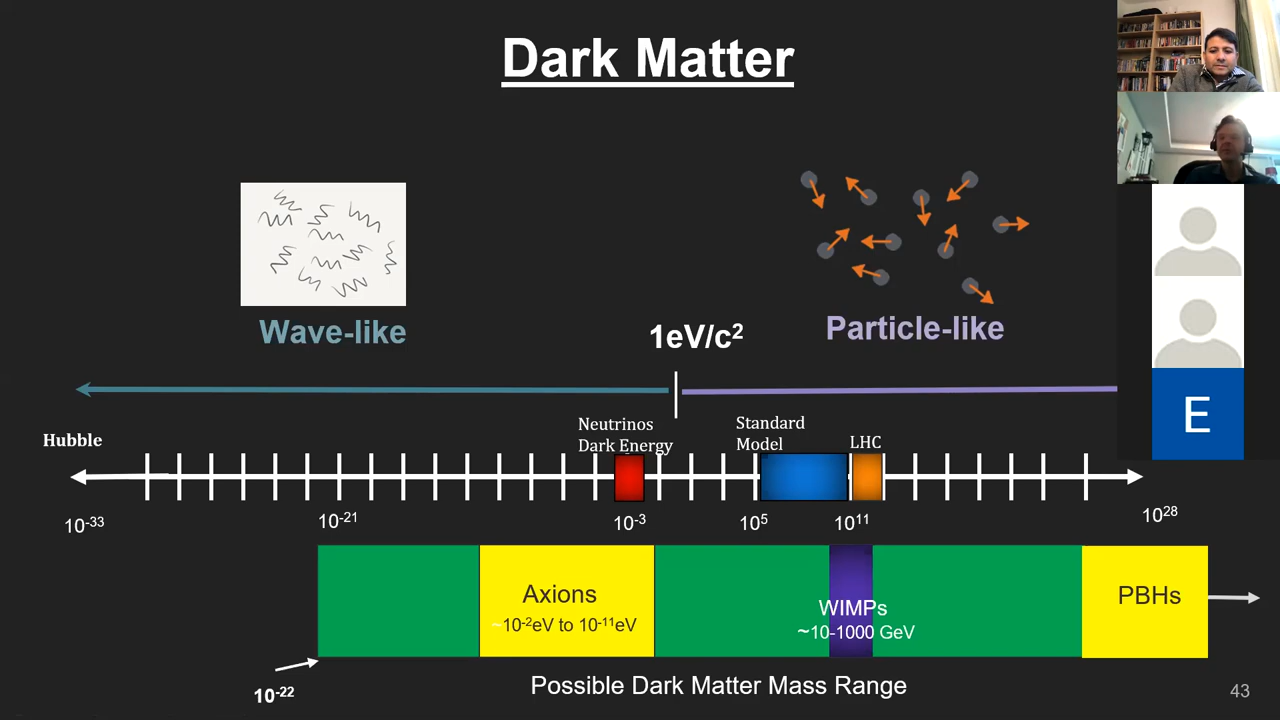 Dark Matter
Wave-like
1eV/c²
Particle-like
Neutrinos
Dark Energy
Standard
Model
LHC
Hubble
E
10⁻³³
10⁻²¹
10⁻³
10⁵
10¹¹
10²⁸
Axions
~10⁻²eV to 10⁻¹¹eV
WIMPs
~10-1000 GeV
PBHs
10⁻²²
Possible Dark Matter Mass Range
43